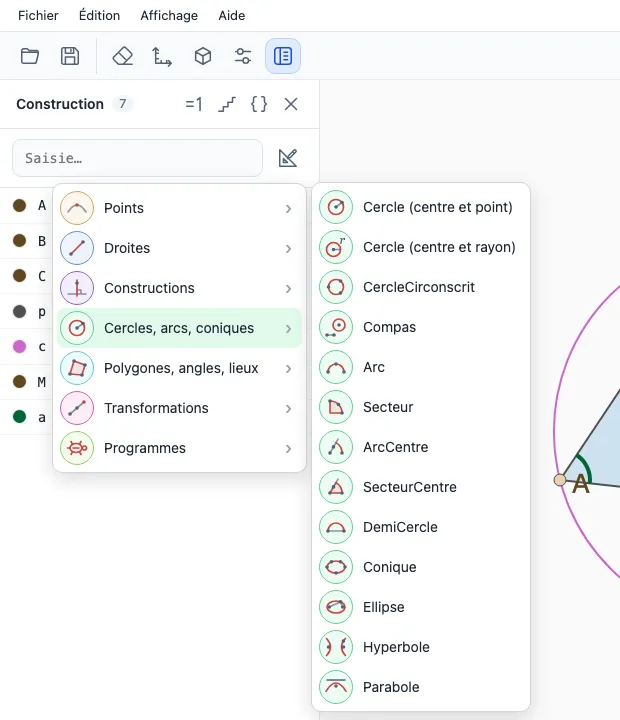 Fichier Édition Affichage Aide
Construction 7 =1 {}
Saisie…
A
B
C
p
c
M
a
Points
Droites
Constructions
Cercles, arcs, coniques
Polygones, angles, lieux
Transformations
Programmes
Cercle (centre et point)
r
Cercle (centre et rayon)
CercleCirconscrit
Compas
Arc
Secteur
ArcCentre
SecteurCentre
DemiCercle
Conique
Ellipse
Hyperbole
Parabole
A